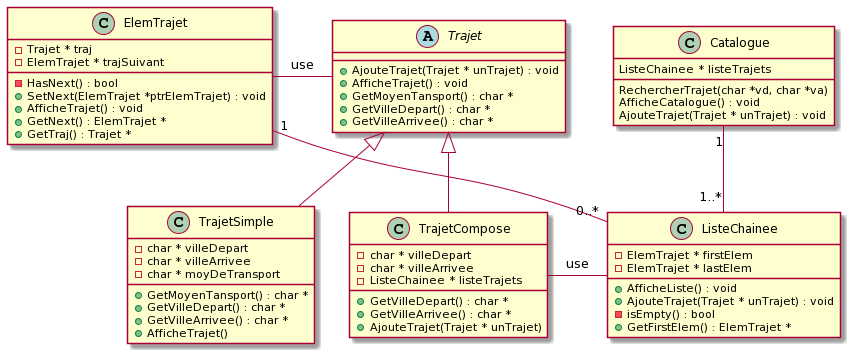 C ElemTrajet
Trajet * traj
ElemTrajet * trajSuivant
HasNext() : bool
SetNext(ElemTrajet *ptrElemTrajet) : void
AfficheTrajet() : void
GetNext() : ElemTrajet *
GetTraj() : Trajet *
use
A Trajet
AjouteTrajet(Trajet * unTrajet) : void
AfficheTrajet() : void
GetMoyenTansport() : char *
GetVilleDepart() : char *
GetVilleArrivee() : char *
C Catalogue
ListeChainee * listeTrajets
RechercherTrajet(char *vd, char *va)
AfficheCatalogue() : void
AjouteTrajet(Trajet * unTrajet) : void
1
1
1..*
0..*
C TrajetSimple
char * villeDepart
char * villeArrivee
char * moyDeTransport
GetMoyenTansport() : char *
GetVilleDepart() : char *
GetVilleArrivee() : char *
AfficheTrajet()
C TrajetCompose
char * villeDepart
char * villeArrivee
ListeChainee * listeTrajets
GetVilleDepart() : char *
GetVilleArrivee() : char *
AjouteTrajet(Trajet * unTrajet)
use
C ListeChainee
ElemTrajet * firstElem
ElemTrajet * lastElem
AfficheListe() : void
AjouteTrajet(Trajet * unTrajet) : void
isEmpty() : bool
GetFirstElem() : ElemTrajet *